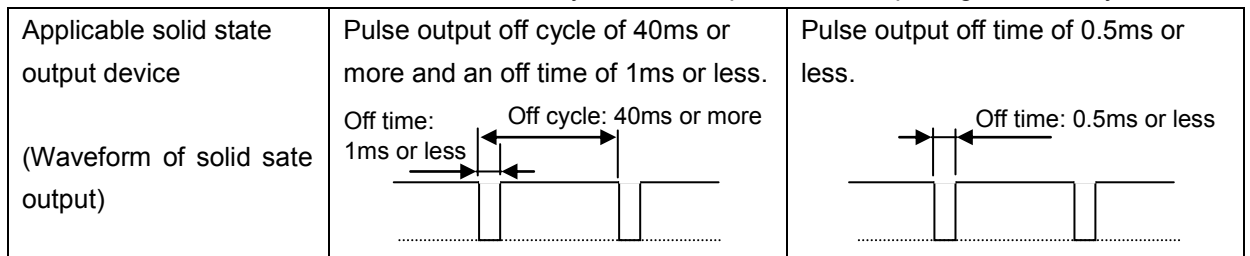 Applicable solid state
output device
(Waveform of solid sate
output)
Pulse output off cycle of 40ms or
more and an off time of 1ms or less.
Off time:
1ms or less
Off cycle: 40ms or more
Pulse output off time of 0.5ms or
less.
Off time: 0.5ms or less